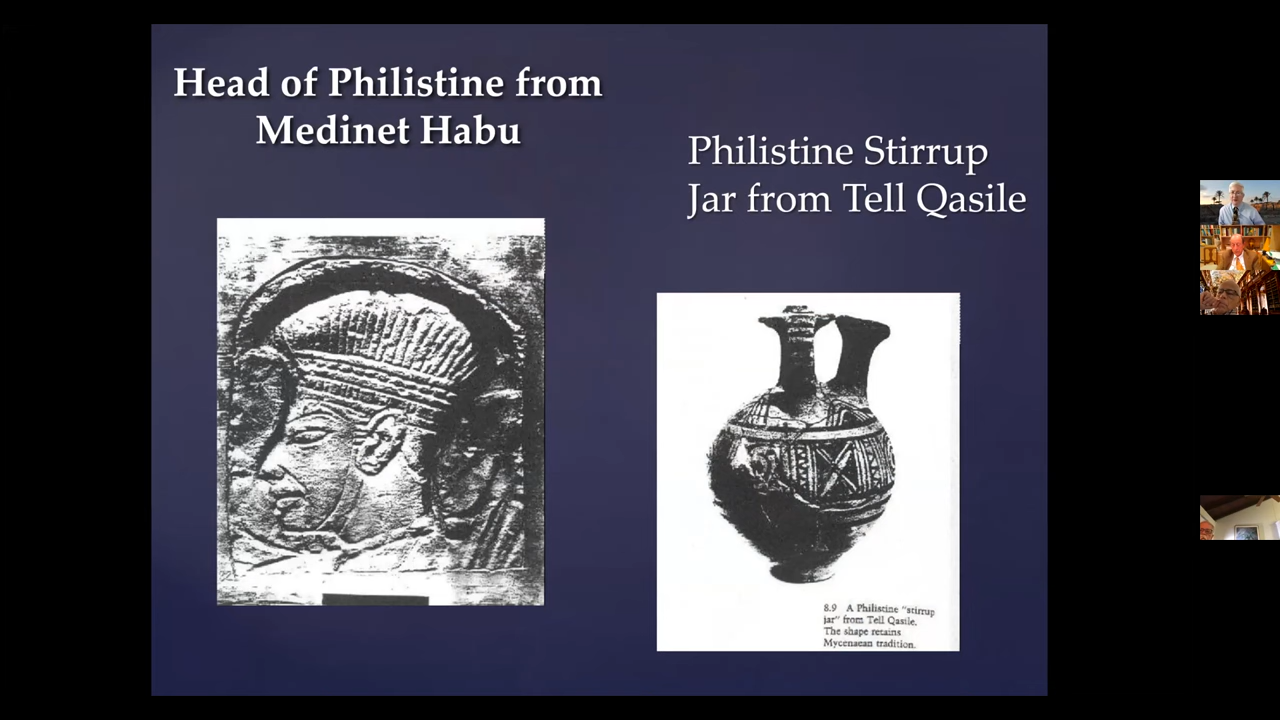 Head of Philistine from
Medinet Habu
Philistine Stirrup
Jar from Tell Qasile
8.9 A Philistine "stirrup
jar" from Tell Qasile.
The shape retains
Mycenaean tradition.